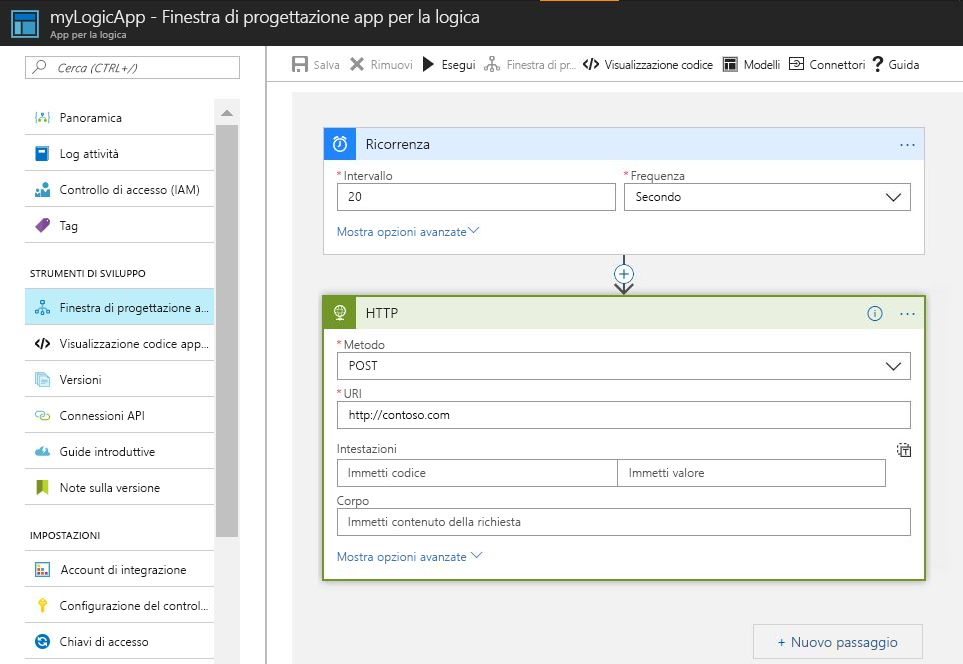 myLogicApp - Finestra di progettazione app per la logica
App per la logica
Cerca (CTRL+/)
Panoramica
Log attività
Controllo di accesso (IAM)
Tag
STRUMENTI DI SVILUPPO
Finestra di progettazione a...
Visualizzazione codice app...
Versioni
Connessioni API
Guide introduttive
Note sulla versione
IMPOSTAZIONI
Account di integrazione
Configurazione del control...
Chiavi di accesso
Salva Rimuovi Esegui Finestra di pr... Visualizzazione codice Modelli Connettori Guida
Ricorrenza ...
* Intervallo * Frequenza
20 Secondo
Mostra opzioni avanzate
HTTP ...
* Metodo
POST
* URI
http://contoso.com
Intestazioni
Immetti codice Immetti valore
Corpo
Immetti contenuto della richiesta
Mostra opzioni avanzate
+ Nuovo passaggio